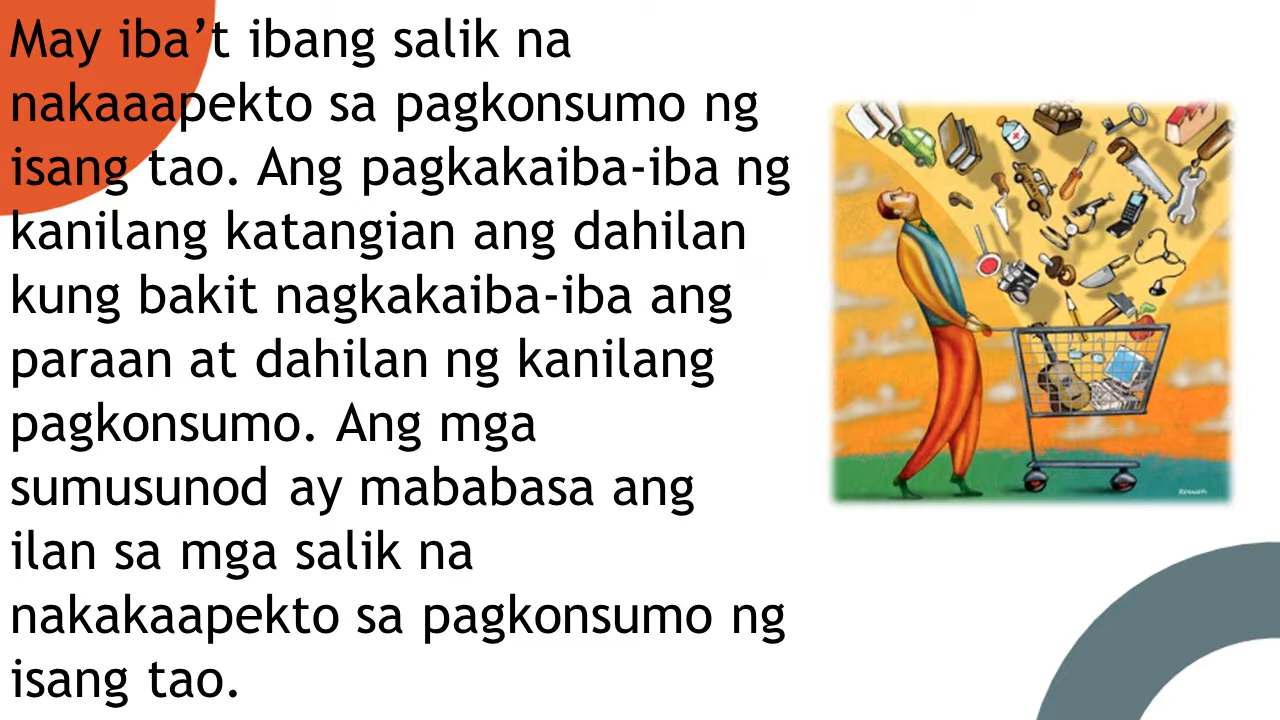 May iba’t ibang salik na
nakaaapekto sa pagkonsumo ng
isang tao. Ang pagkakaiba-iba ng
kanilang katangian ang dahilan
kung bakit nagkakaiba-iba ang
paraan at dahilan ng kanilang
pagkonsumo. Ang mga
sumusunod ay mababasa ang
ilan sa mga salik na
nakakaapekto sa pagkonsumo ng
isang tao.